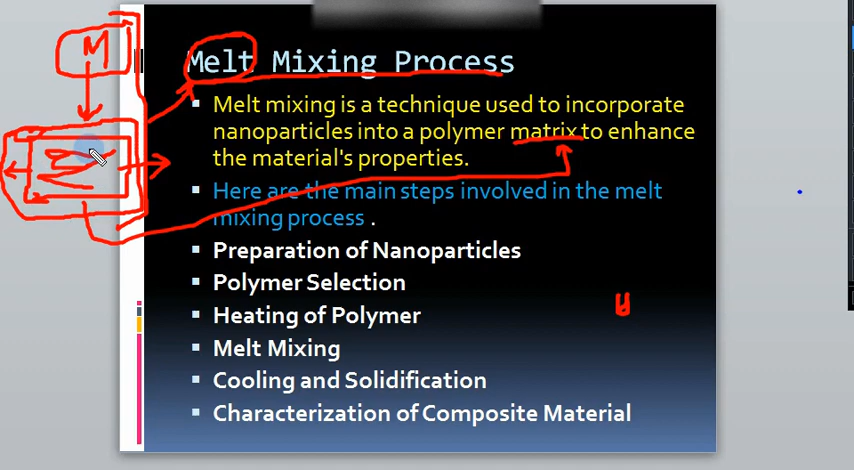 M
Melt Mixing Process
Melt mixing is a technique used to incorporate
nanoparticles into a polymer matrix to enhance
the material's properties.
Here are the main steps involved in the melt
mixing process .
Preparation of Nanoparticles
Polymer Selection
Heating of Polymer
Melt Mixing
Cooling and Solidification
Characterization of Composite Material